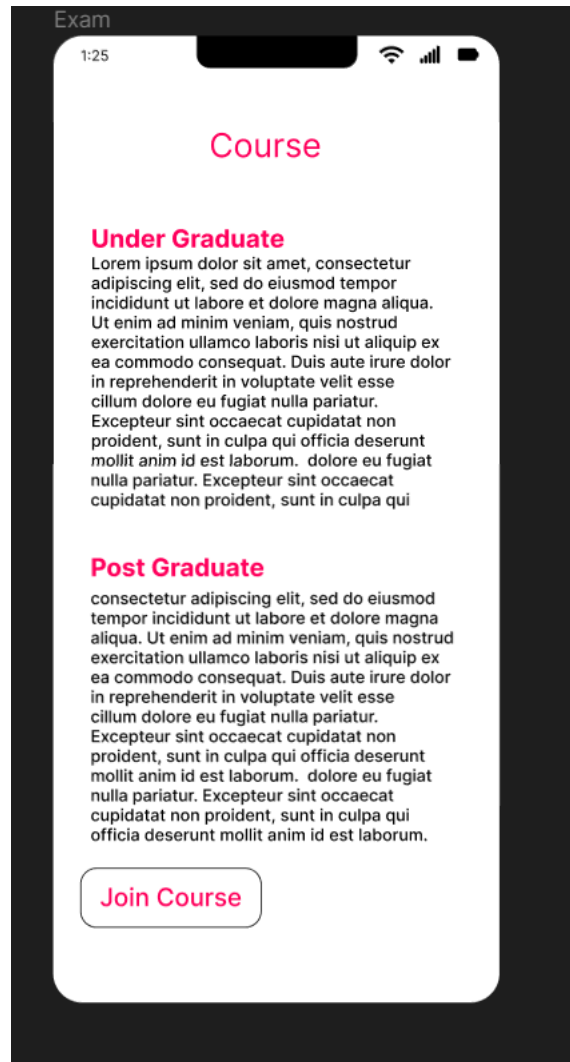 Exam
1:25
Course
Under Graduate
Lorem ipsum dolor sit amet, consectetur
adipiscing elit, sed do eiusmod tempor
incididunt ut labore et dolore magna aliqua.
Ut enim ad minim veniam, quis nostrud
exercitation ullamco laboris nisi ut aliquip ex
ea commodo consequat. Duis aute irure dolor
in reprehenderit in voluptate velit esse
cillum dolore eu fugiat nulla pariatur.
Excepteur sint occaecat cupidatat non
proident, sunt in culpa qui officia deserunt
mollit anim id est laborum.  dolore eu fugiat
nulla pariatur. Excepteur sint occaecat
cupidatat non proident, sunt in culpa qui
Post Graduate
consectetur adipiscing elit, sed do eiusmod
tempor incididunt ut labore et dolore magna
aliqua. Ut enim ad minim veniam, quis nostrud
exercitation ullamco laboris nisi ut aliquip ex
ea commodo consequat. Duis aute irure dolor
in reprehenderit in voluptate velit esse
cillum dolore eu fugiat nulla pariatur.
Excepteur sint occaecat cupidatat non
proident, sunt in culpa qui officia deserunt
mollit anim id est laborum.  dolore eu fugiat
nulla pariatur. Excepteur sint occaecat
cupidatat non proident, sunt in culpa qui
officia deserunt mollit anim id est laborum.
Join Course